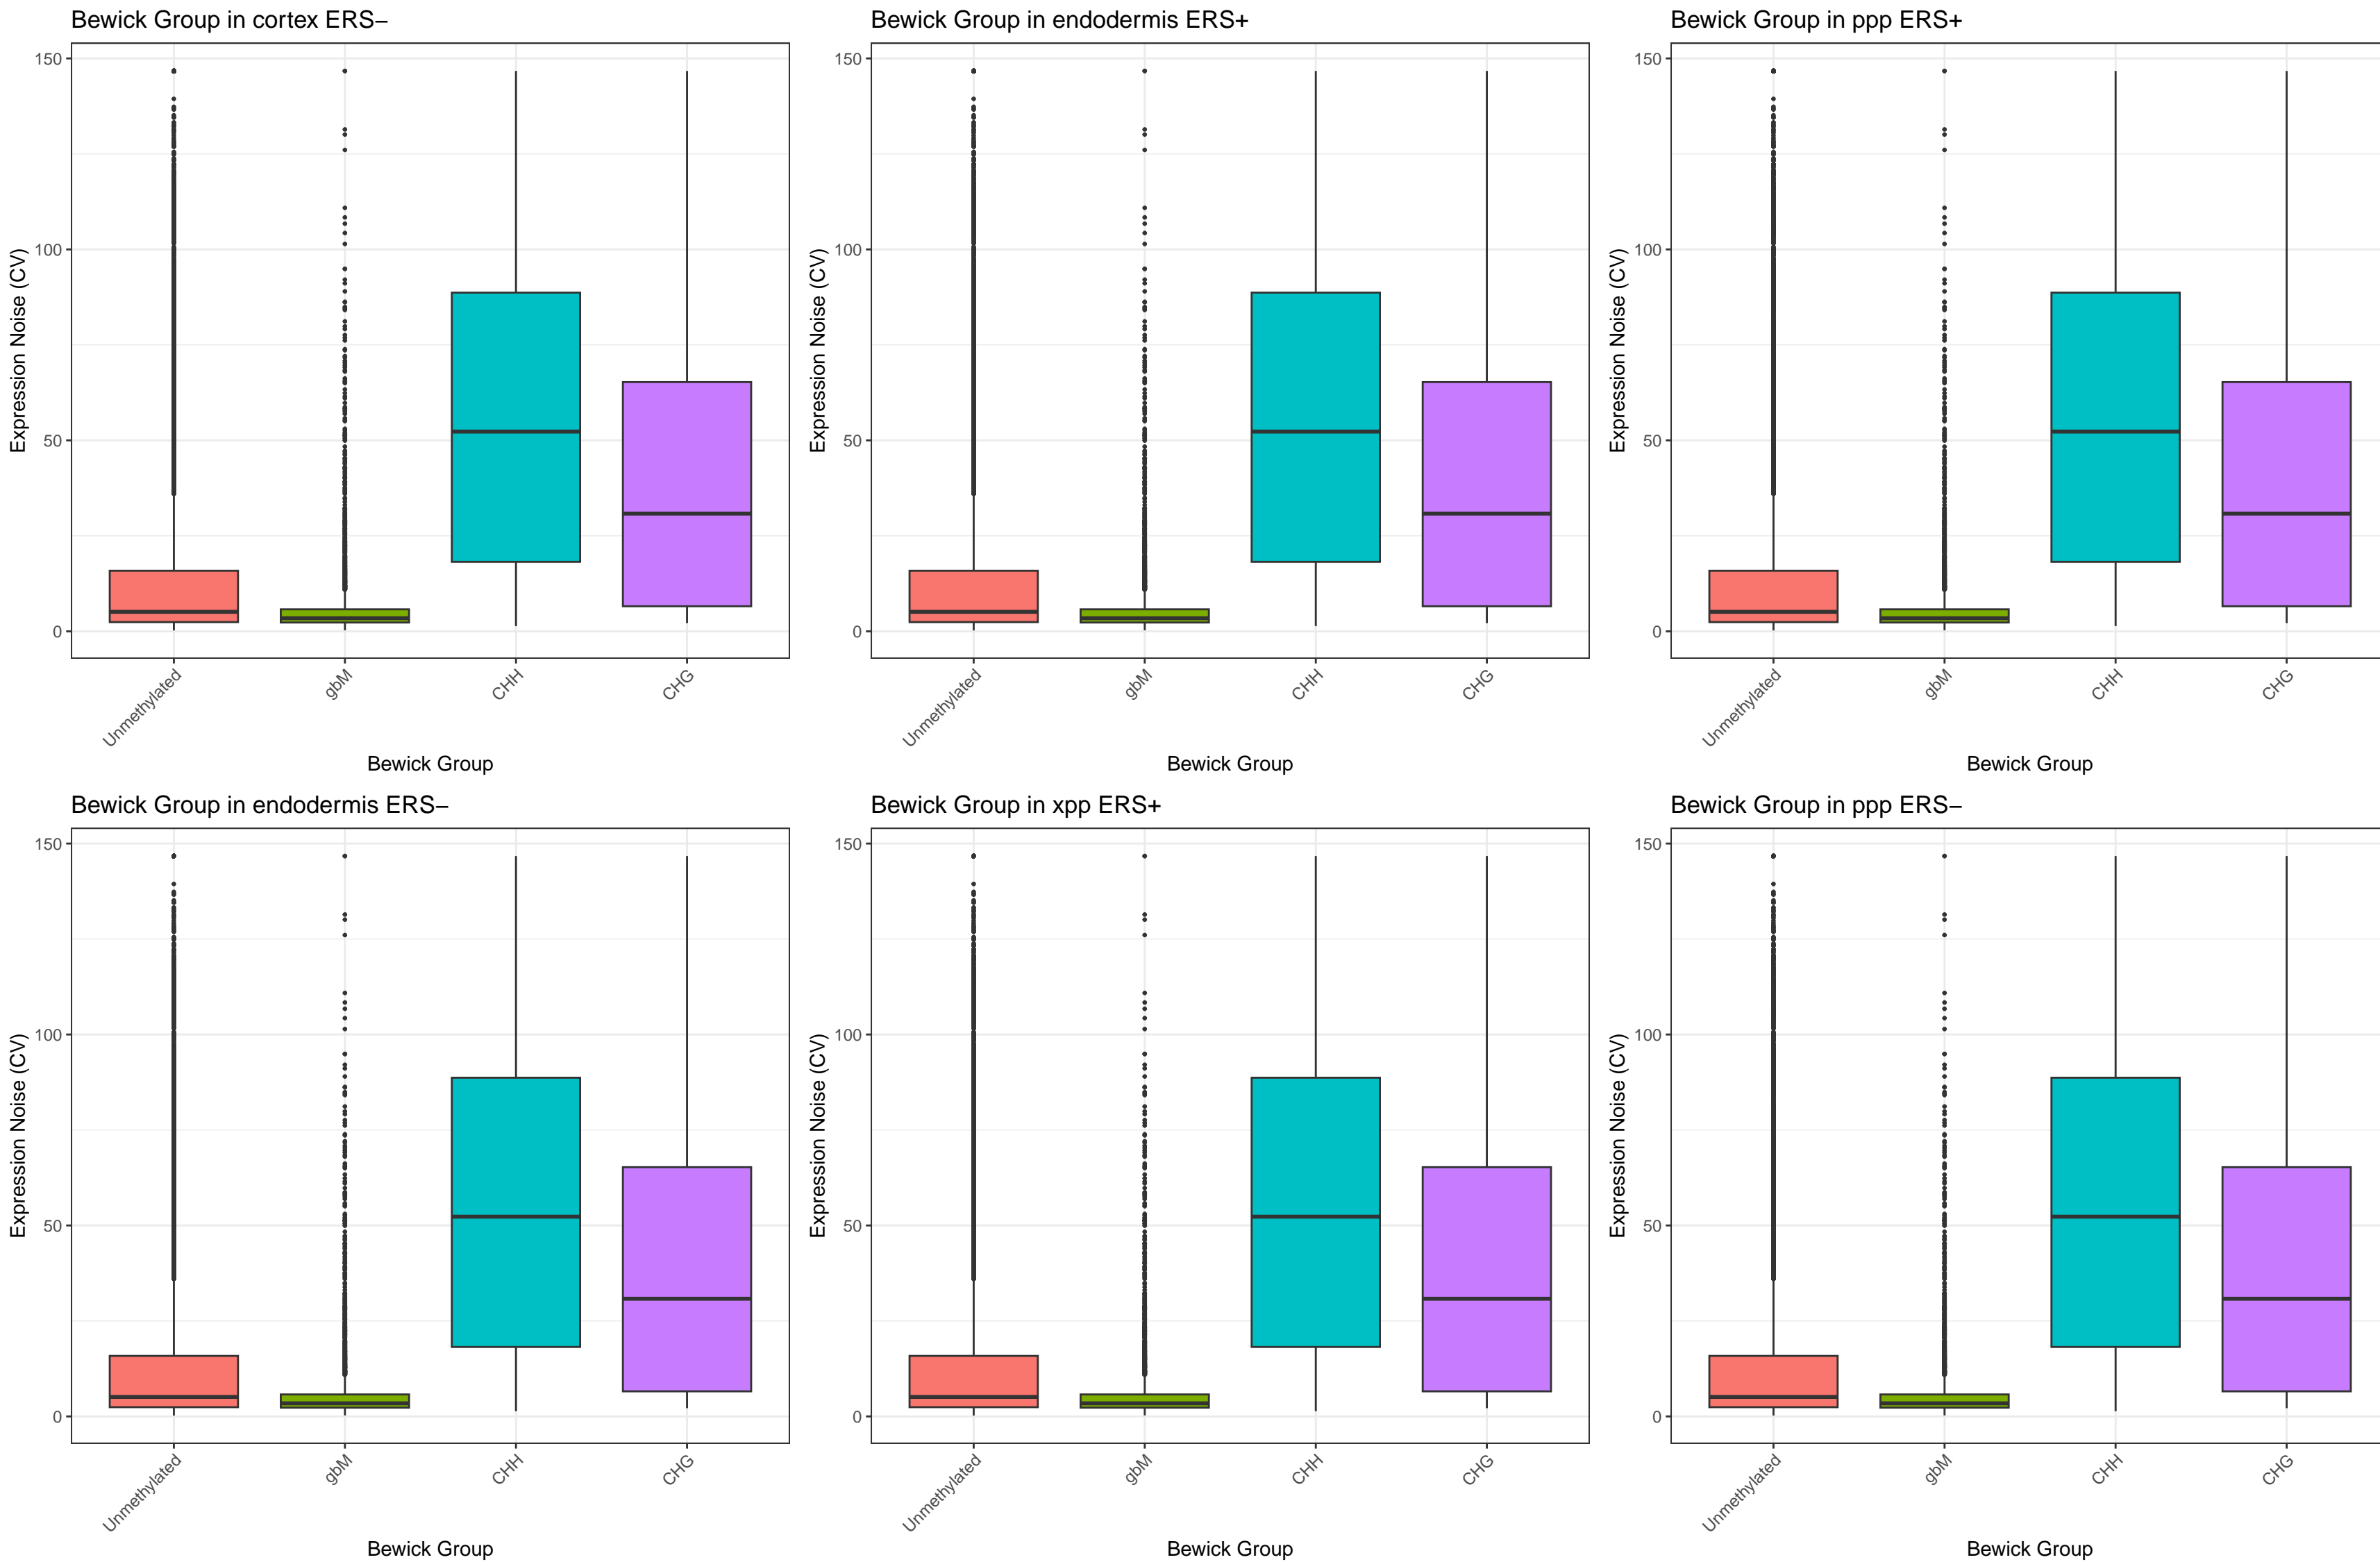 Bewick Group in cortex ERS−
Expression Noise (CV)
150
100
50
0
Unmethylated
gbM
CHH
CHG
Bewick Group
Bewick Group in endodermis ERS+
Expression Noise (CV)
150
100
50
0
Unmethylated
gbM
CHH
CHG
Bewick Group
Bewick Group in ppp ERS+
Expression Noise (CV)
150
100
50
0
Unmethylated
gbM
CHH
CHG
Bewick Group
Bewick Group in endodermis ERS−
Expression Noise (CV)
150
100
50
0
Unmethylated
gbM
CHH
CHG
Bewick Group
Bewick Group in xpp ERS+
Expression Noise (CV)
150
100
50
0
Unmethylated
gbM
CHH
CHG
Bewick Group
Bewick Group in ppp ERS−
Expression Noise (CV)
150
100
50
0
Unmethylated
gbM
CHH
CHG
Bewick Group